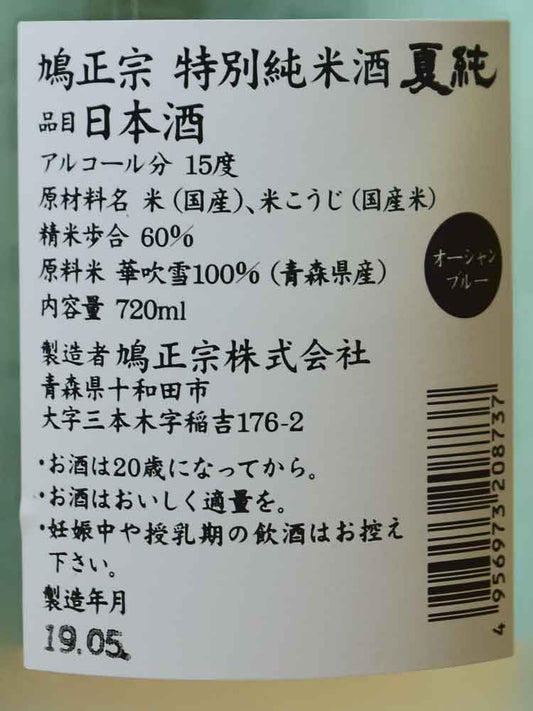 鳩正宗 特別純米酒 夏純
品目 日本酒
アルコール分 15度
原材料名 米(国産)、米こうじ(国産米)
精米歩合 60%
原料米 華吹雪100%(青森県産)
内容量 720ml
オーシャン
ブルー
製造者 鳩正宗株式会社
青森県十和田市
大字三本木字稲吉176-2
・お酒は20歳になってから。
・お酒はおいしく適量を。
・妊娠中や授乳期の飲酒はお控え
下さい。
製造年月
19.05.
4956973208737